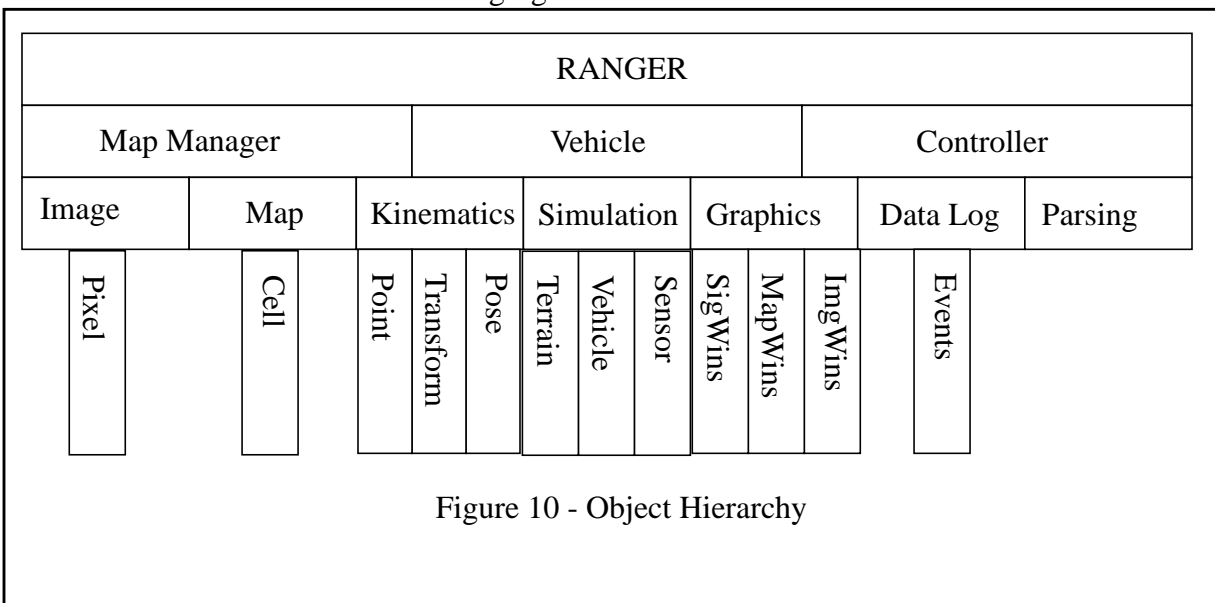 RANGER
Map Manager Vehicle Controller
Image Map Kinematics Simulation Graphics Data Log Parsing
Pixel
Cell
Point
Transform
Pose
Terrain
Vehicle
Sensor
SigWins
MapWins
ImgWins
Events
Figure 10 - Object Hierarchy